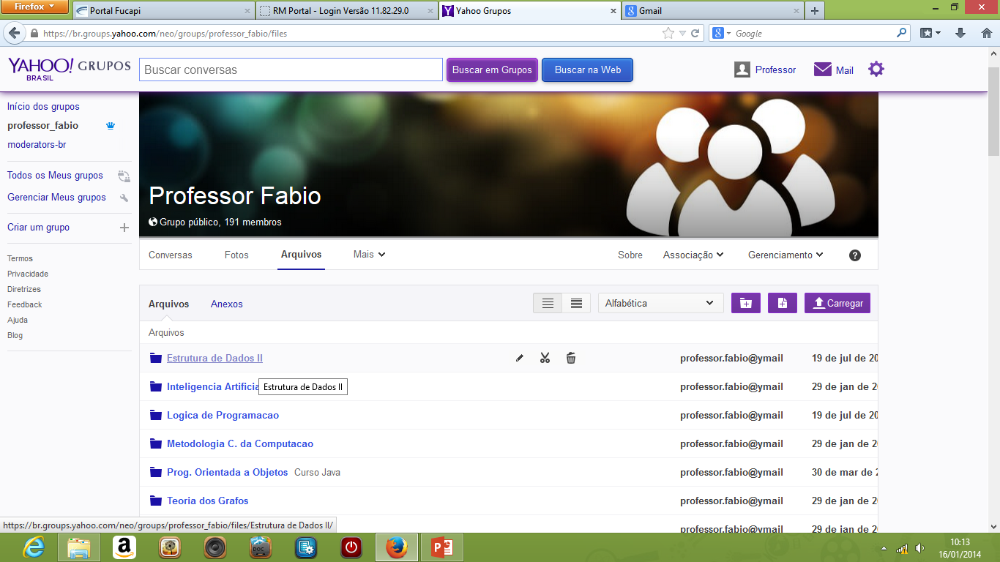 Firefox
Portal Fucapi
RM Portal - Login Versão 11.82.29.0
Yahoo Grupos
Gmail
https://br.groups.yahoo.com/neo/groups/professor_fabio/files
Google
YAHOO! GRUPOS
BRASIL
Buscar conversas
Buscar em Grupos
Buscar na Web
Professor
Mail
Início dos grupos
professor_fabio
moderators-br
Todos os Meus grupos
Gerenciar Meus grupos
Criar um grupo
Termos
Privacidade
Diretrizes
Feedback
Ajuda
Blog
Professor Fabio
Grupo público, 191 membros
Conversas
Fotos
Arquivos
Mais
Sobre
Associação
Gerenciamento
?
Arquivos
Anexos
Alfabética
Carregar
Arquivos
Estrutura de Dados II professor.fabio@ymail 19 de jul de 20
Estrutura de Dados II
Inteligencia Artificia professor.fabio@ymail 29 de jan de 2
Logica de Programacao professor.fabio@ymail 19 de jul de 20
Metodologia C. da Computacao professor.fabio@ymail 29 de jan de 2
Prog. Orientada a Objetos Curso Java professor.fabio@ymail 30 de mar de
Teoria dos Grafos professor.fabio@ymail 29 de jan de 2
professor.fabio@ymail 29 de jan de 2
https://br.groups.yahoo.com/neo/groups/professor_fabio/files/Estrutura de Dados II/
DOC
10:13
16/01/2014